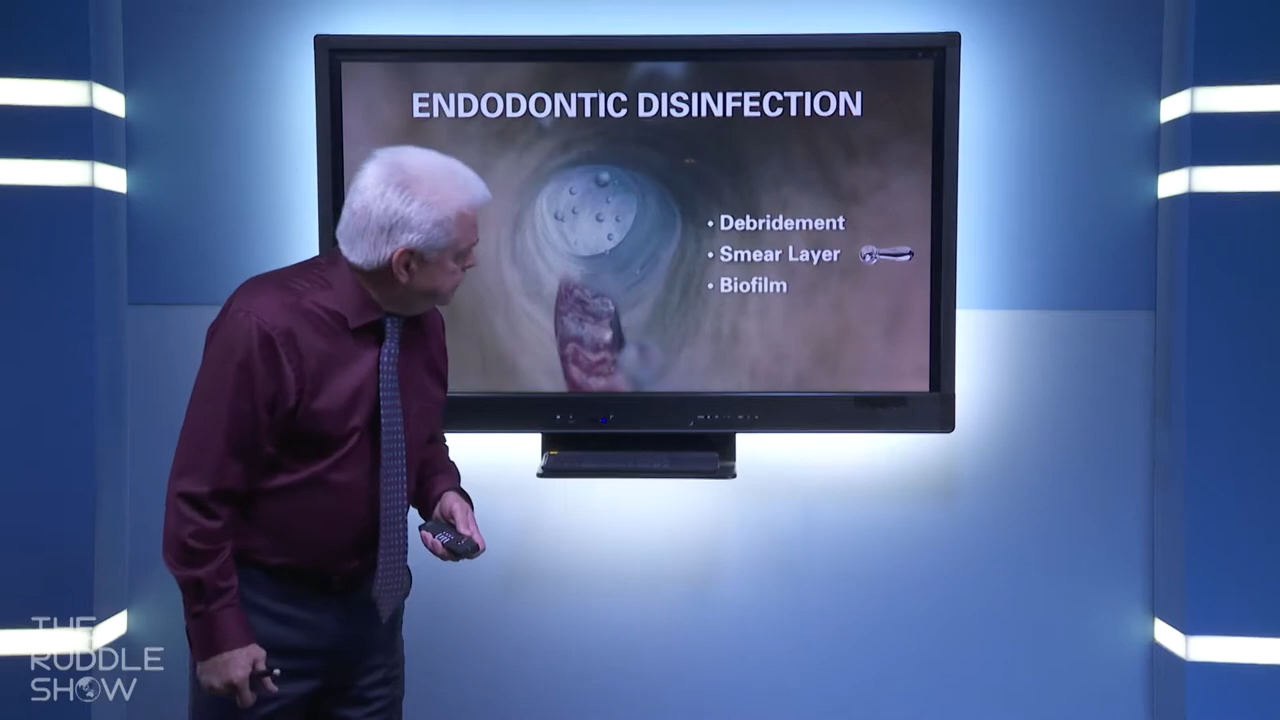 ENDODONTIC DISINFECTION
• Debridement
• Smear Layer
• Biofilm
THE
RUDDLE
SHOW